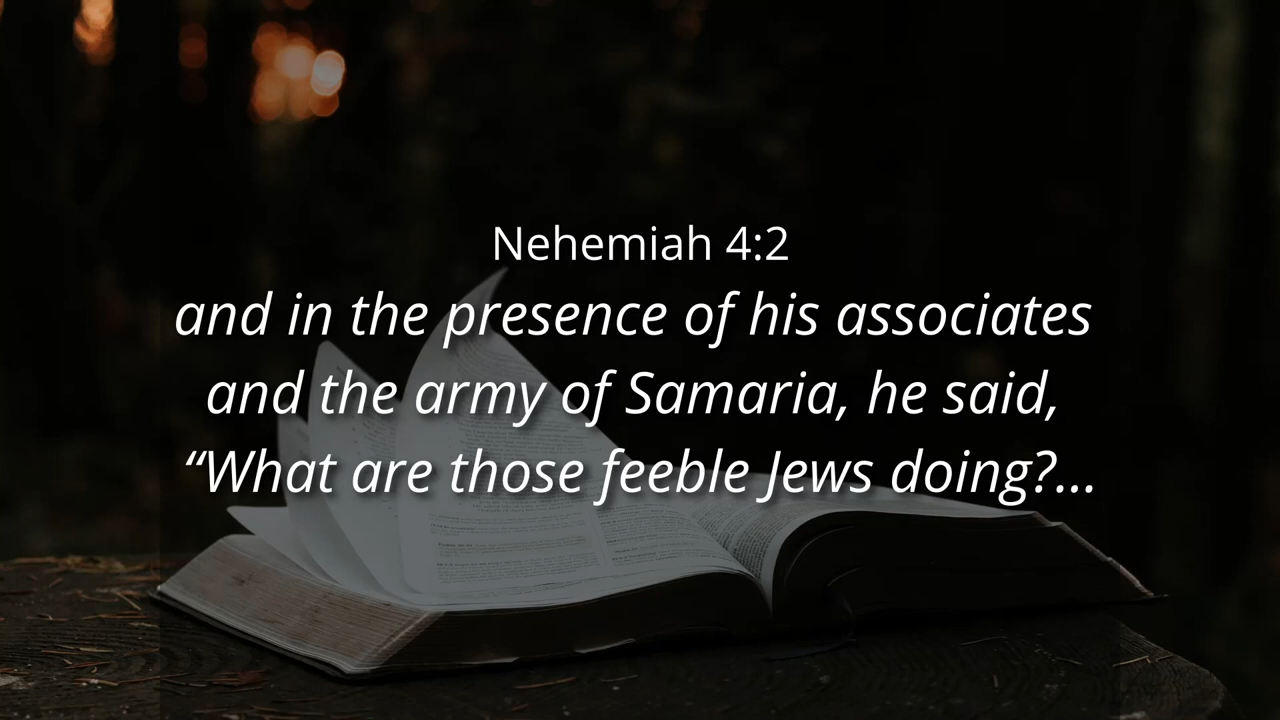 Nehemiah 4:2
and in the presence of his associates
and the army of Samaria, he said,
“What are those feeble Jews doing?...